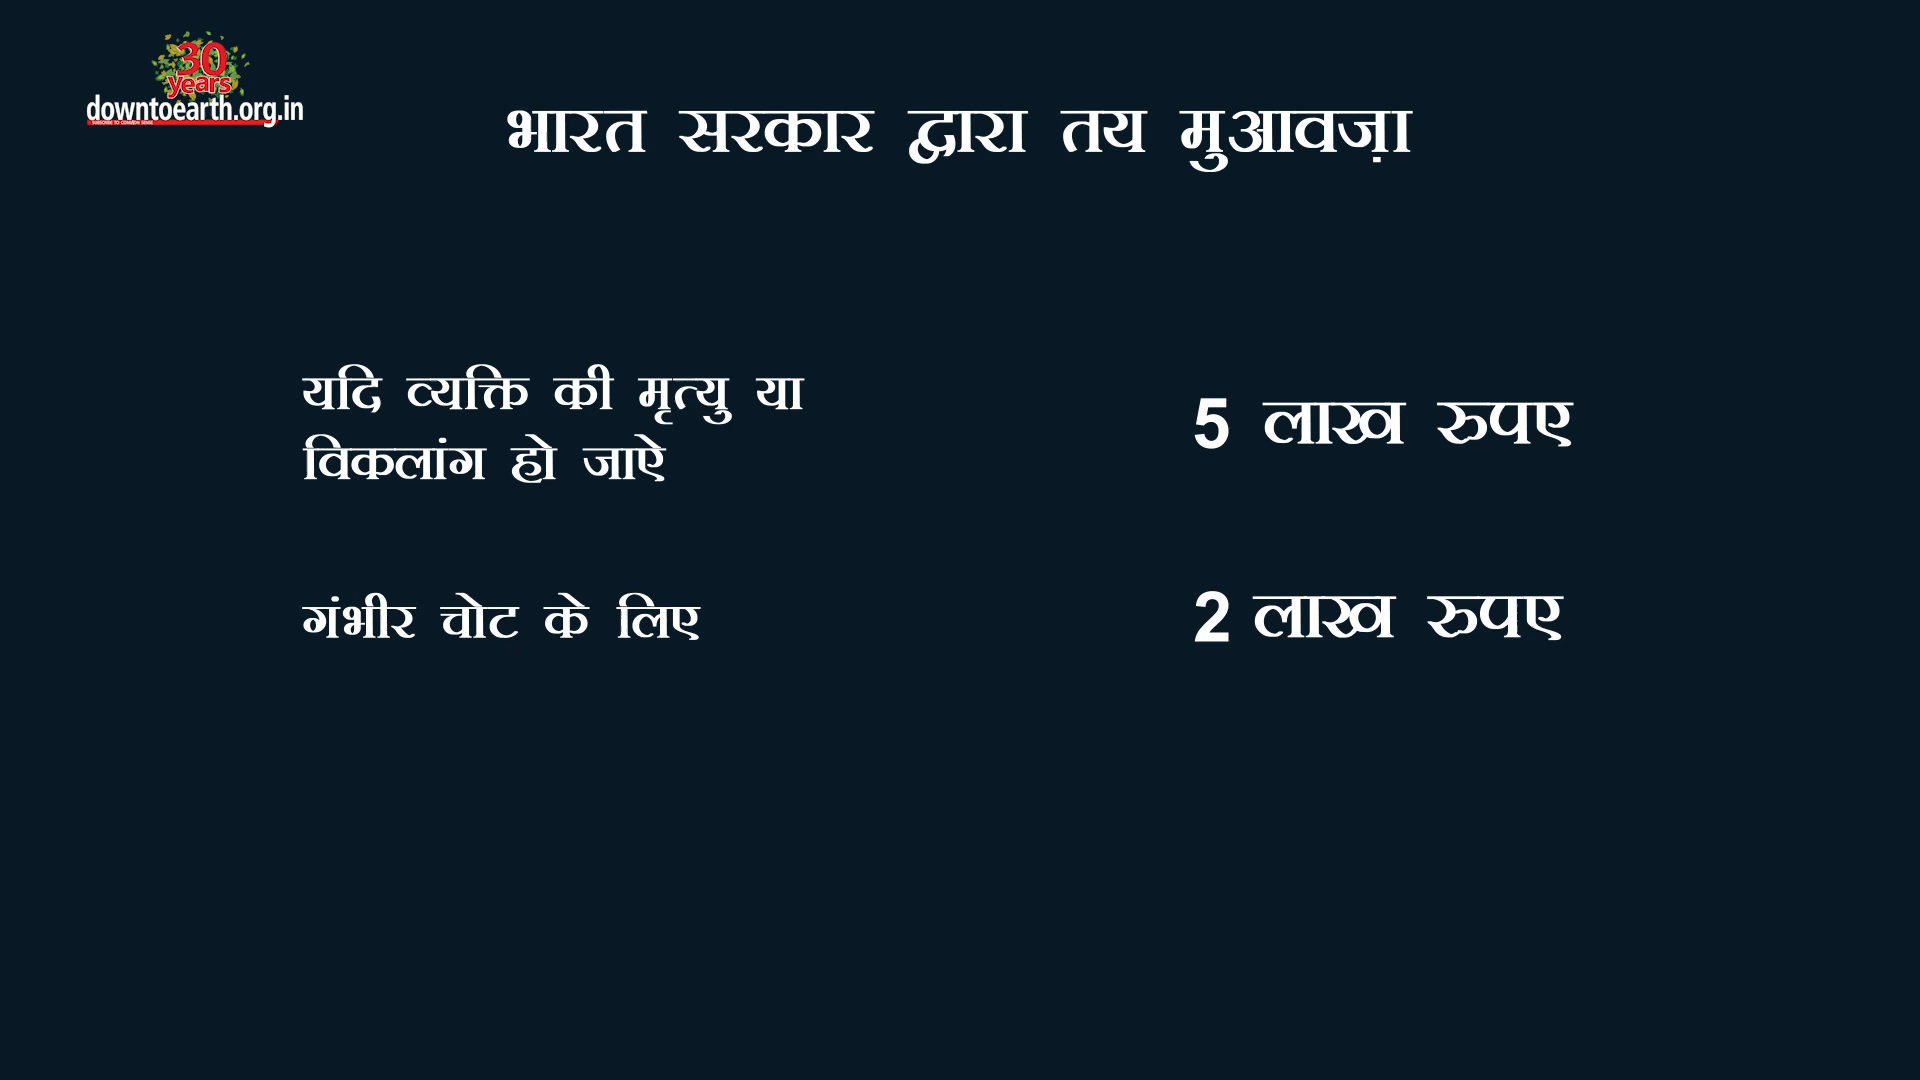 30
years
downtoearth.org.in
भारत सरकार द्वारा तय मुआवज़ा
यदि व्यक्ति की मृत्यु या
विकलांग हो जाऐ
5 लाख रुपए
गंभीर चोट के लिए
2 लाख रुपए